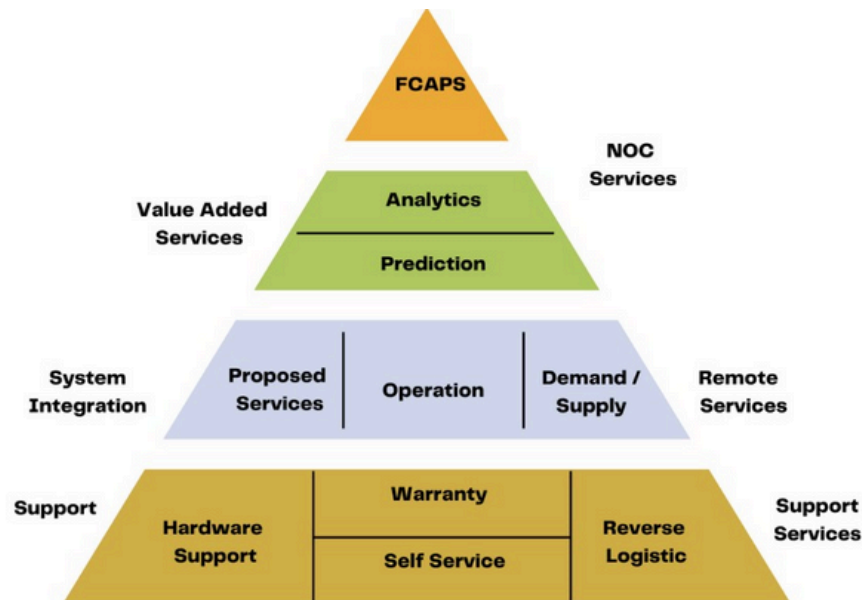 FCAPS
NOC
Services
Value Added
Services
Analytics
Prediction
System
Integration
Proposed
Services
Operation
Demand /
Supply
Remote
Services
Support
Hardware
Support
Warranty
Self Service
Reverse
Logistic
Support
Services